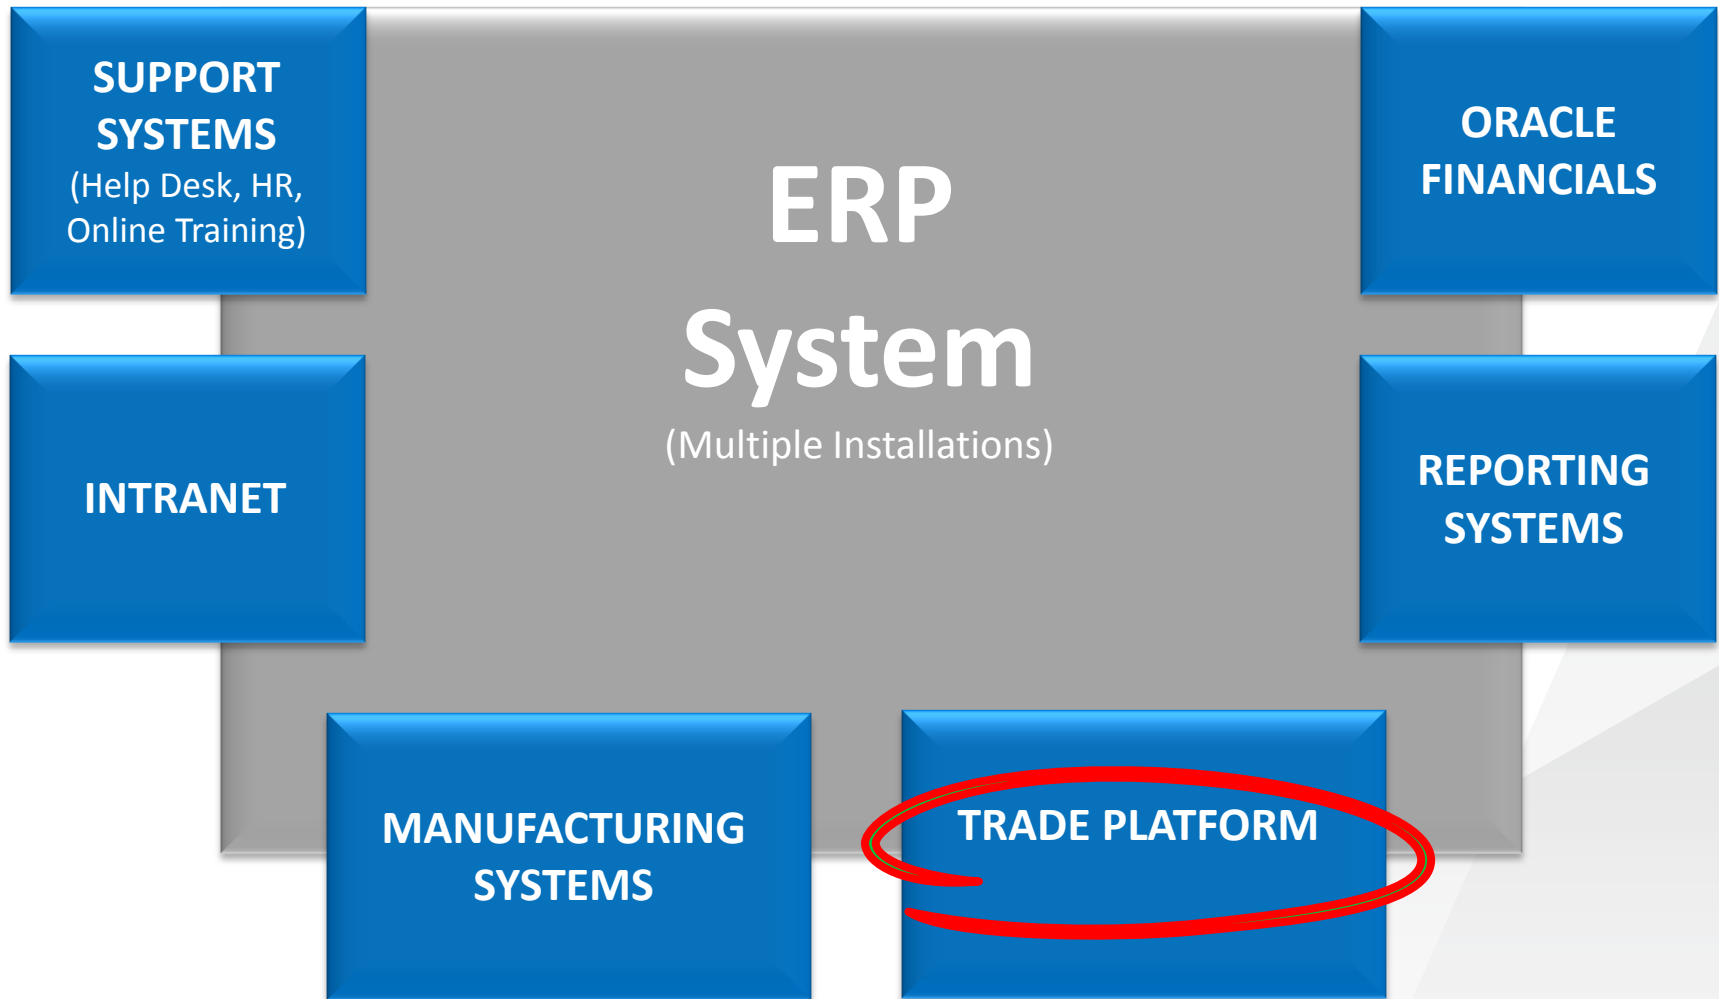 SUPPORT
SYSTEMS
(Help Desk, HR,
Online Training)
ERP
System
(Multiple Installations)
ORACLE
FINANCIALS
INTRANET
REPORTING
SYSTEMS
MANUFACTURING
SYSTEMS
TRADE PLATFORM